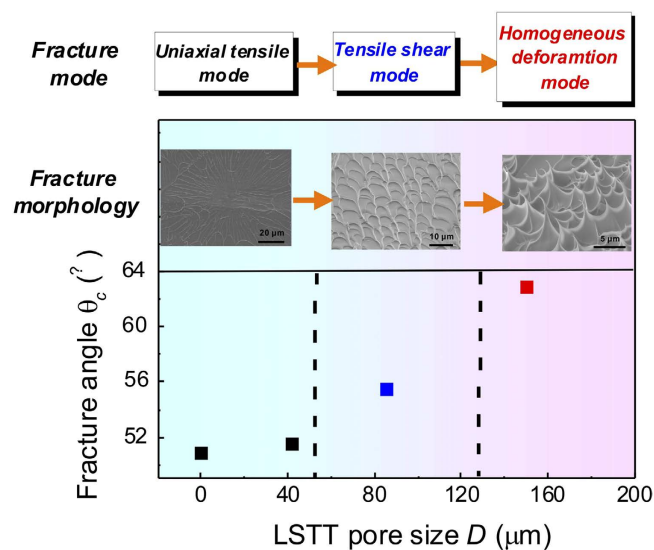 Fracture mode
Uniaxial tensile mode
Tensile shear mode
Homogeneous deforamtion mode
Fracture morphology
20 μm
10 μm
5 μm
Fracture angle θc (?)
64
60
56
52
0
40
80
120
160
200
LSTT pore size D (μm)